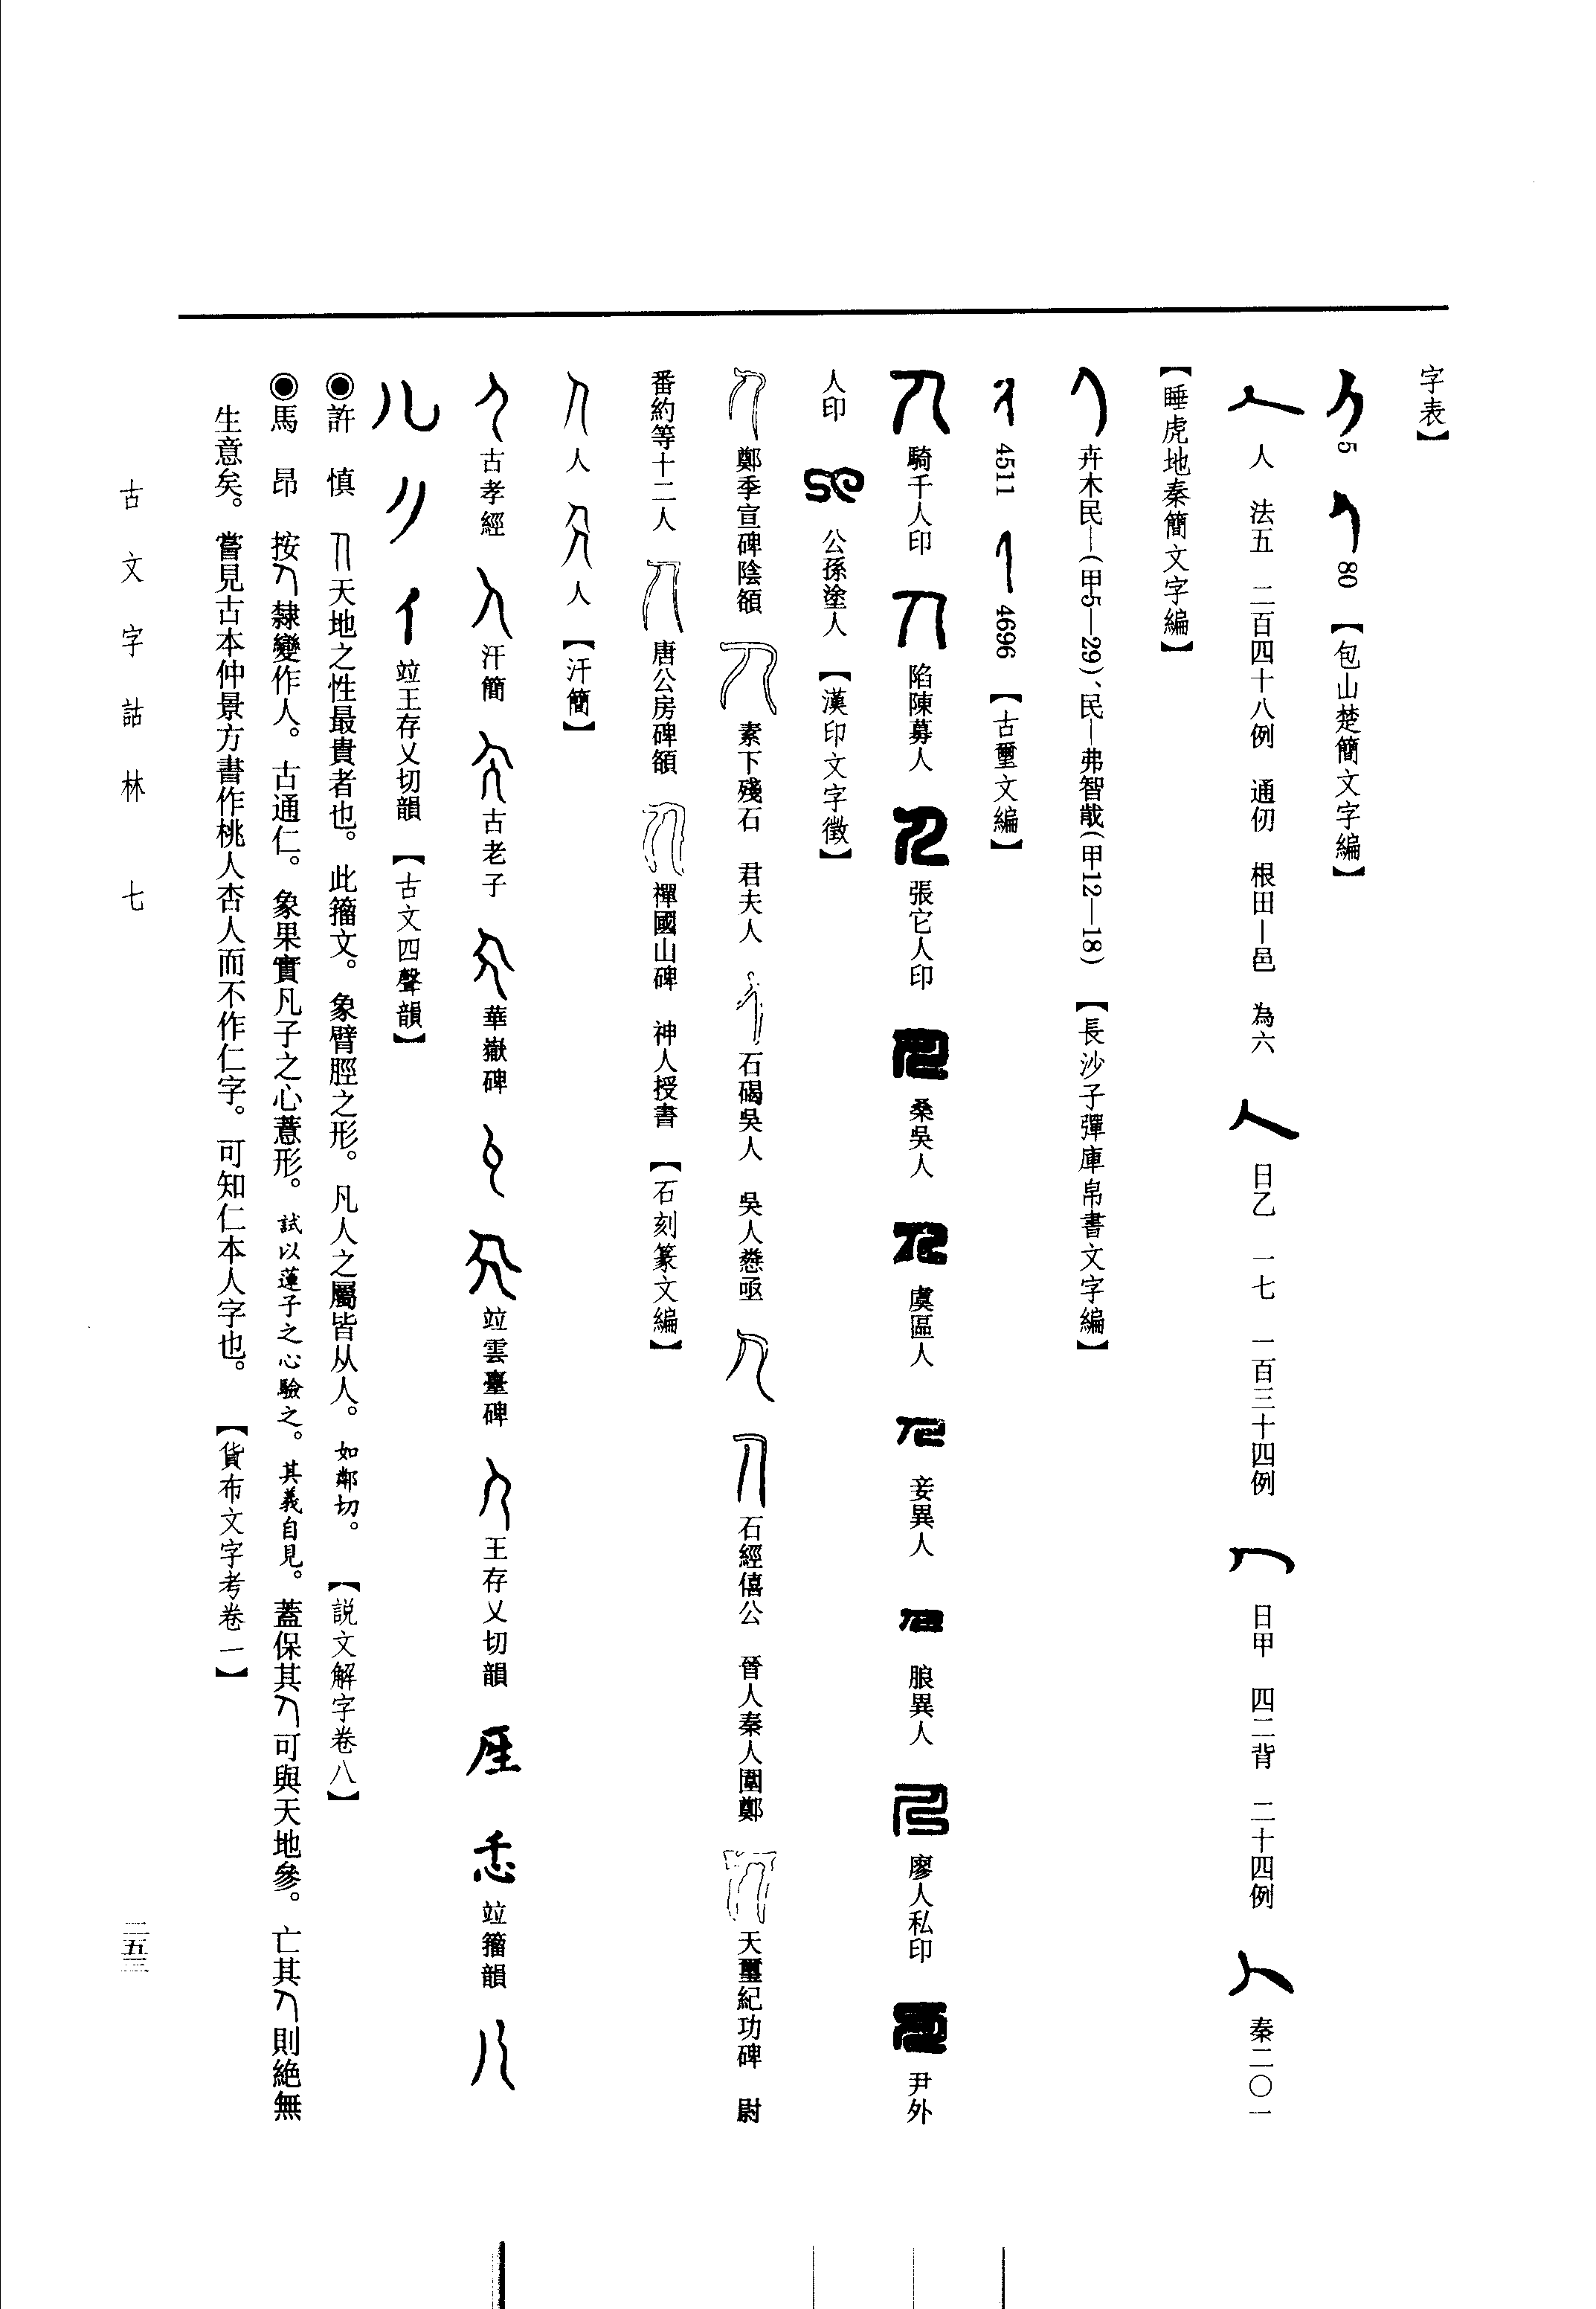 字表】
5 80 【包山楚簡文字編】
人 法五 二百四十八例 通仞 根田—邑 為六 日乙 一七 一百三十四例 日甲 四二背 二十四例 秦二〇一
【睡虎地秦簡文字編】
卉木民—(甲5—29)、民—弗智(甲12—18) 【長沙子彈庫帛書文字編】
4511 4696 【古璽文編】
騎千人印 陷陳募人 張它人印 桑吳人 虞區人 妾異人 異人 廖人私印 尹外
人印 公孫塗人 【漢印文字徵】
鄭季宣碑陰額 素下殘石 君夫人 石碣吳人 吳人亟 石經僖公 晉人秦人圍鄭 天璽紀功碑 尉
番約等十二人 唐公房碑額 禪國山碑 神人授書 【石刻篆文編】
人 人 【汗簡】
古孝經 汗簡 古老子 華嶽碑 竝雲臺碑 王存乂切韻 竝籀韻
竝王存乂切韻 【古文四聲韻】
◉許 慎 天地之性最貴者也。此籀文。象臂脛之形。凡人之屬皆从人。如鄰切。 【説文解字卷八】
◉馬 昂 按隸變作人。古通仁。象果實凡子之心薏形。試以蓮子之心驗之。其義自見。蓋保其可與天地參。亡其則絶無
生意矣。嘗見古本仲景方書作桃人杏人而不作仁字。可知仁本人字也。 【貨布文字考卷一】
古文字詁林 七
二五三